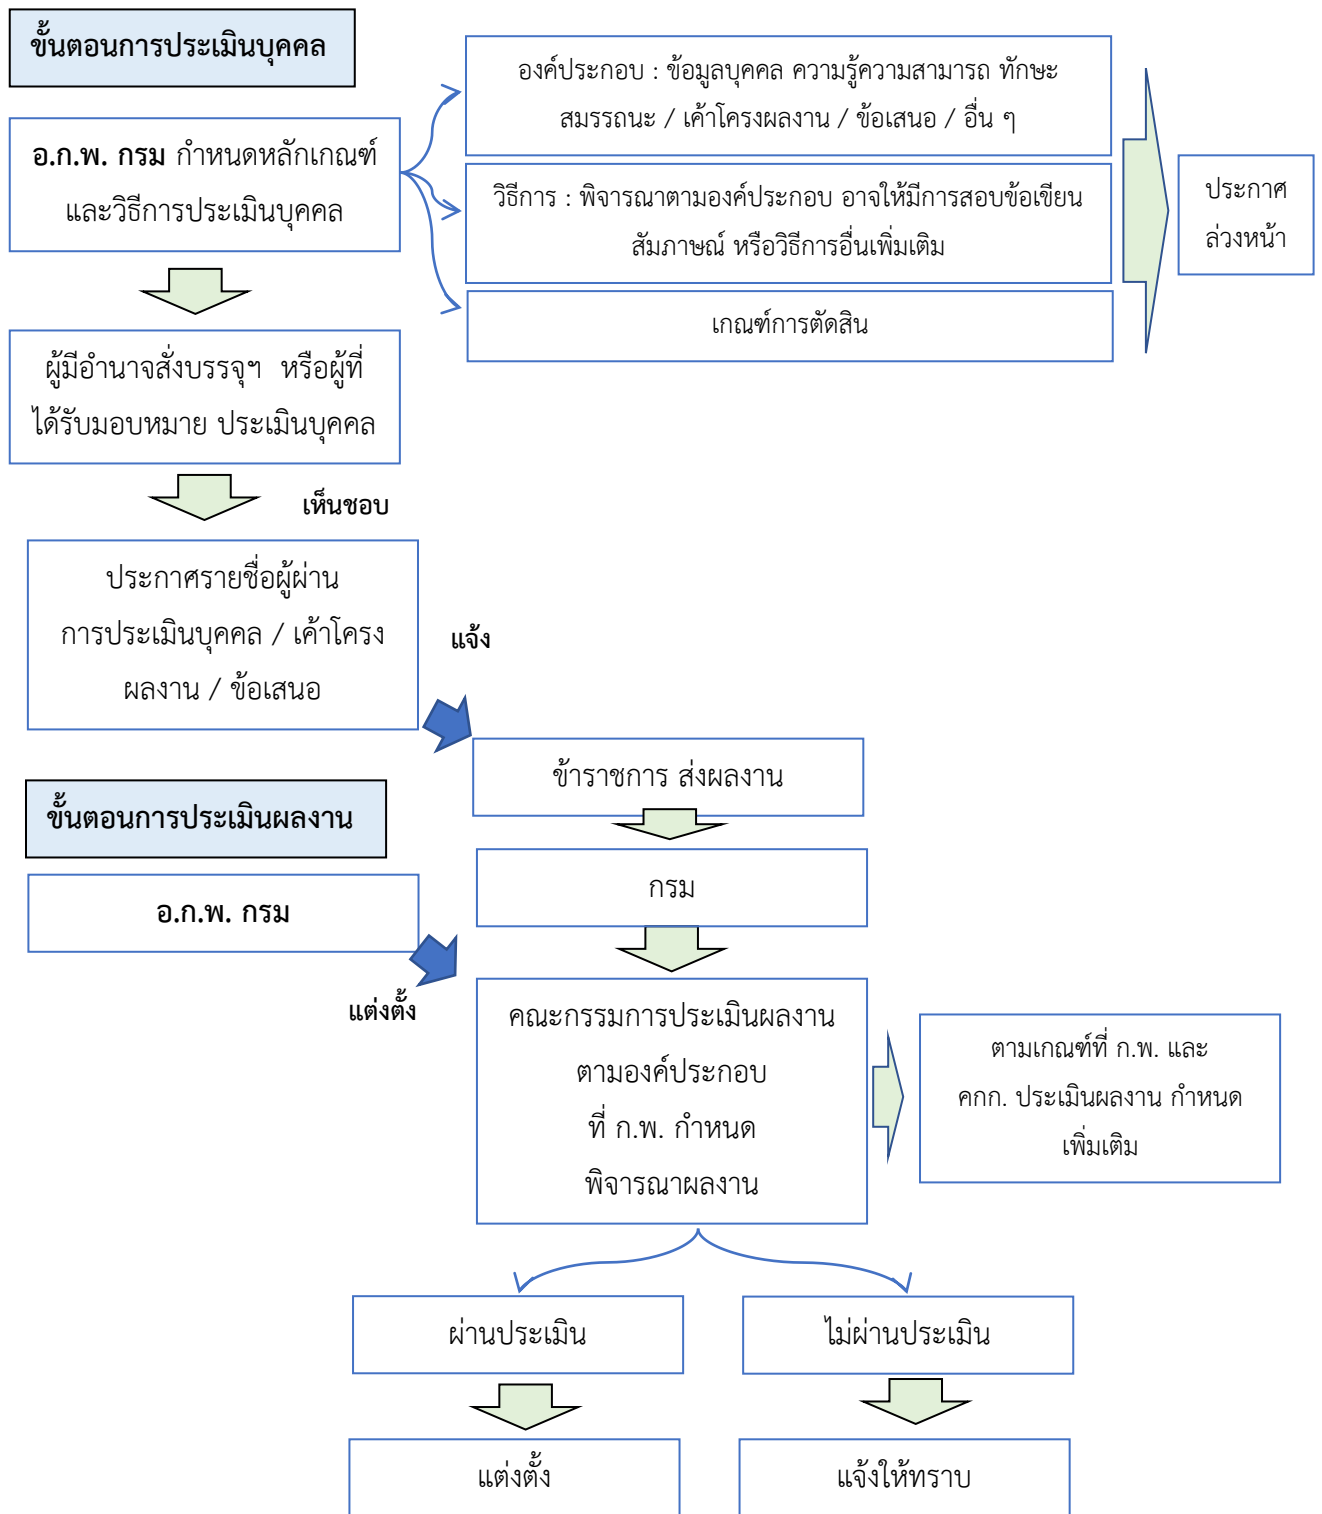 ขั้นตอนการประเมินบุคคล
อ.ก.พ. กรม กำหนดหลักเกณฑ์
และวิธีการประเมินบุคคล
องค์ประกอบ : ข้อมูลบุคคล ความรู้ความสามารถ ทักษะ
สมรรถนะ / เค้าโครงผลงาน / ข้อเสนอ / อื่น ๆ
วิธีการ : พิจารณาตามองค์ประกอบ อาจให้มีการสอบข้อเขียน
สัมภาษณ์ หรือวิธีการอื่นเพิ่มเติม
เกณฑ์การตัดสิน
ประกาศ
ล่วงหน้า
ผู้มีอำนาจสั่งบรรจุฯ หรือผู้ที่
ได้รับมอบหมาย ประเมินบุคคล
เห็นชอบ
ประกาศรายชื่อผู้ผ่าน
การประเมินบุคคล / เค้าโครง
ผลงาน / ข้อเสนอ
แจ้ง
ข้าราชการ ส่งผลงาน
ขั้นตอนการประเมินผลงาน
กรม
อ.ก.พ. กรม
แต่งตั้ง
คณะกรรมการประเมินผลงาน
ตามองค์ประกอบ
ที่ ก.พ. กำหนด
พิจารณาผลงาน
ตามเกณฑ์ที่ ก.พ. และ
คกก. ประเมินผลงาน กำหนด
เพิ่มเติม
ผ่านประเมิน
ไม่ผ่านประเมิน
แต่งตั้ง
แจ้งให้ทราบ